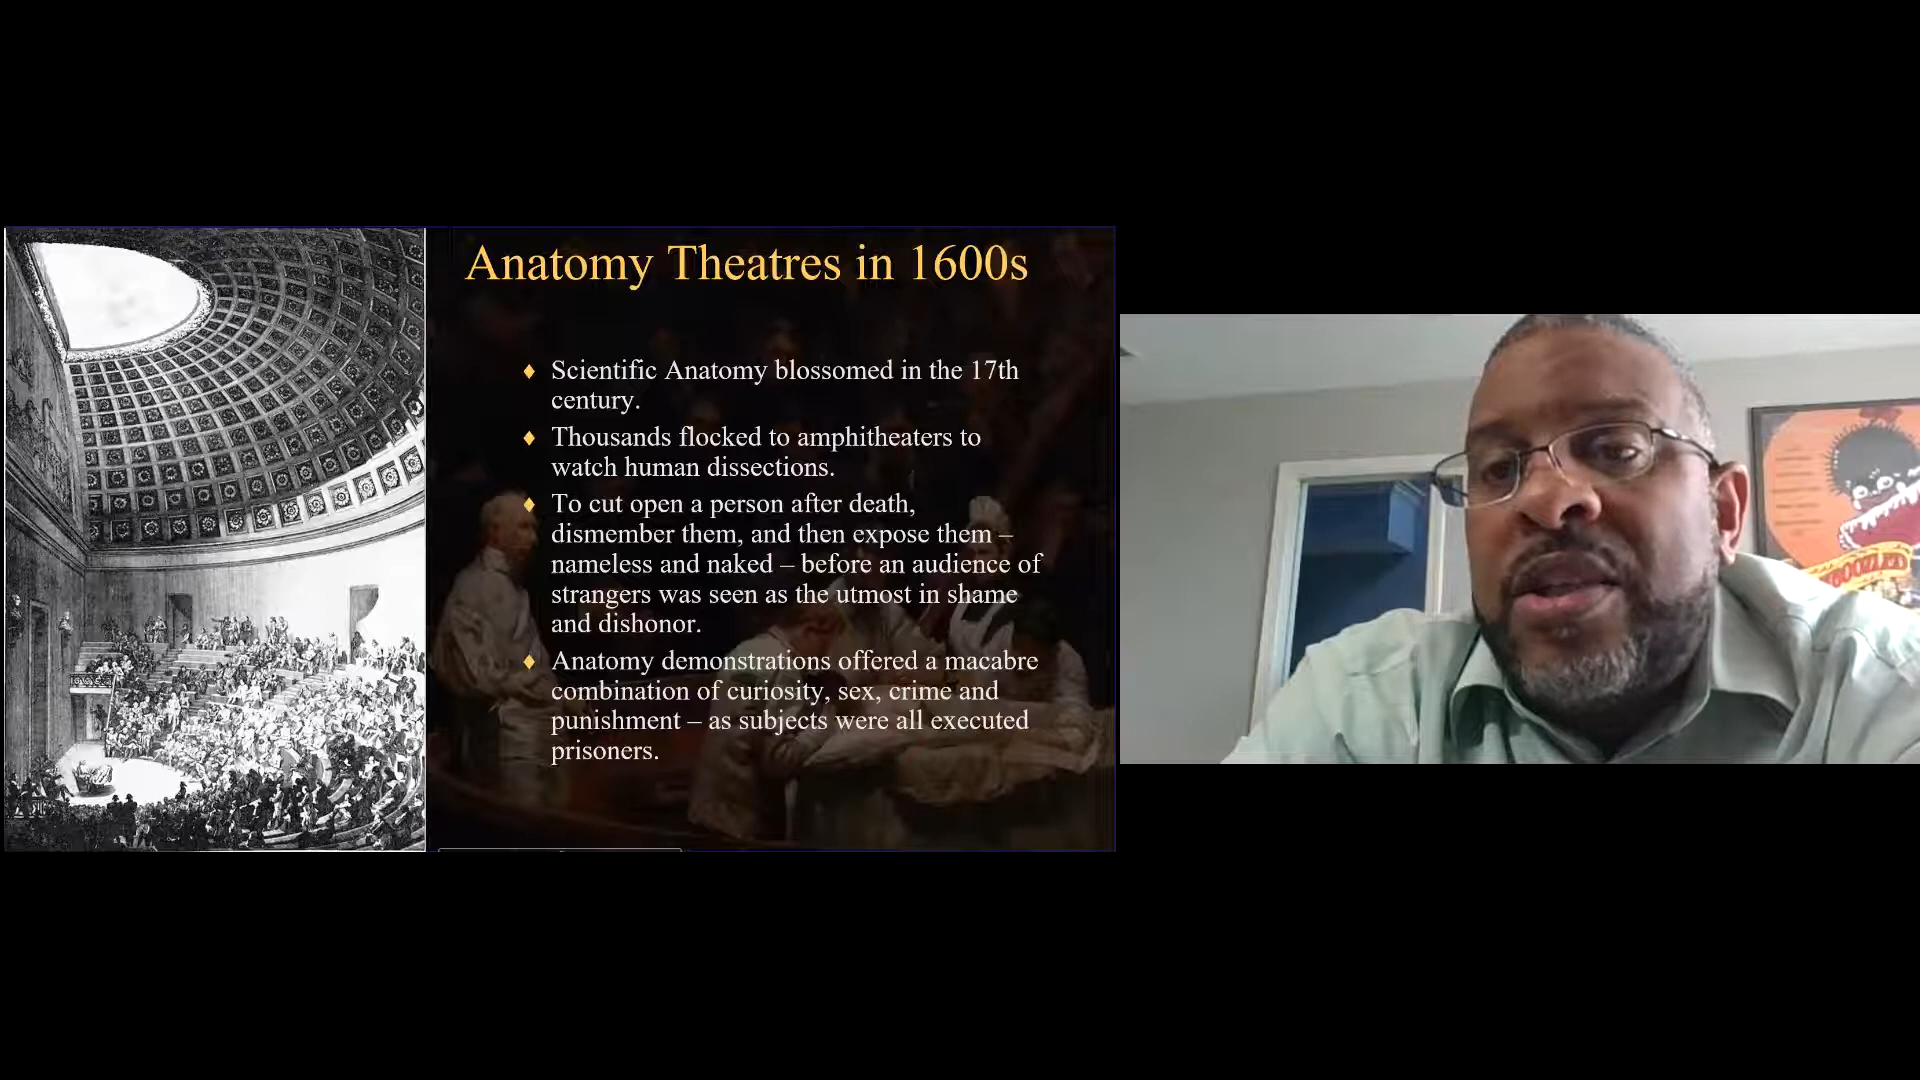 Anatomy Theatres in 1600s
♦ Scientific Anatomy blossomed in the 17th
century.
♦ Thousands flocked to amphitheaters to
watch human dissections.
♦ To cut open a person after death,
dismember them, and then expose them –
nameless and naked – before an audience of
strangers was seen as the utmost in shame
and dishonor.
♦ Anatomy demonstrations offered a macabre
combination of curiosity, sex, crime and
punishment – as subjects were all executed
prisoners.